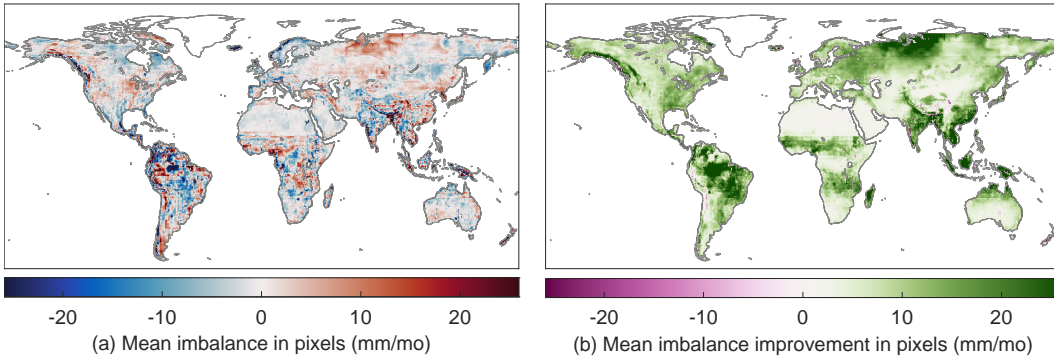 -20 -10 0 10 20
(a) Mean imbalance in pixels (mm/mo)
-20 -10 0 10 20
(b) Mean imbalance improvement in pixels (mm/mo)